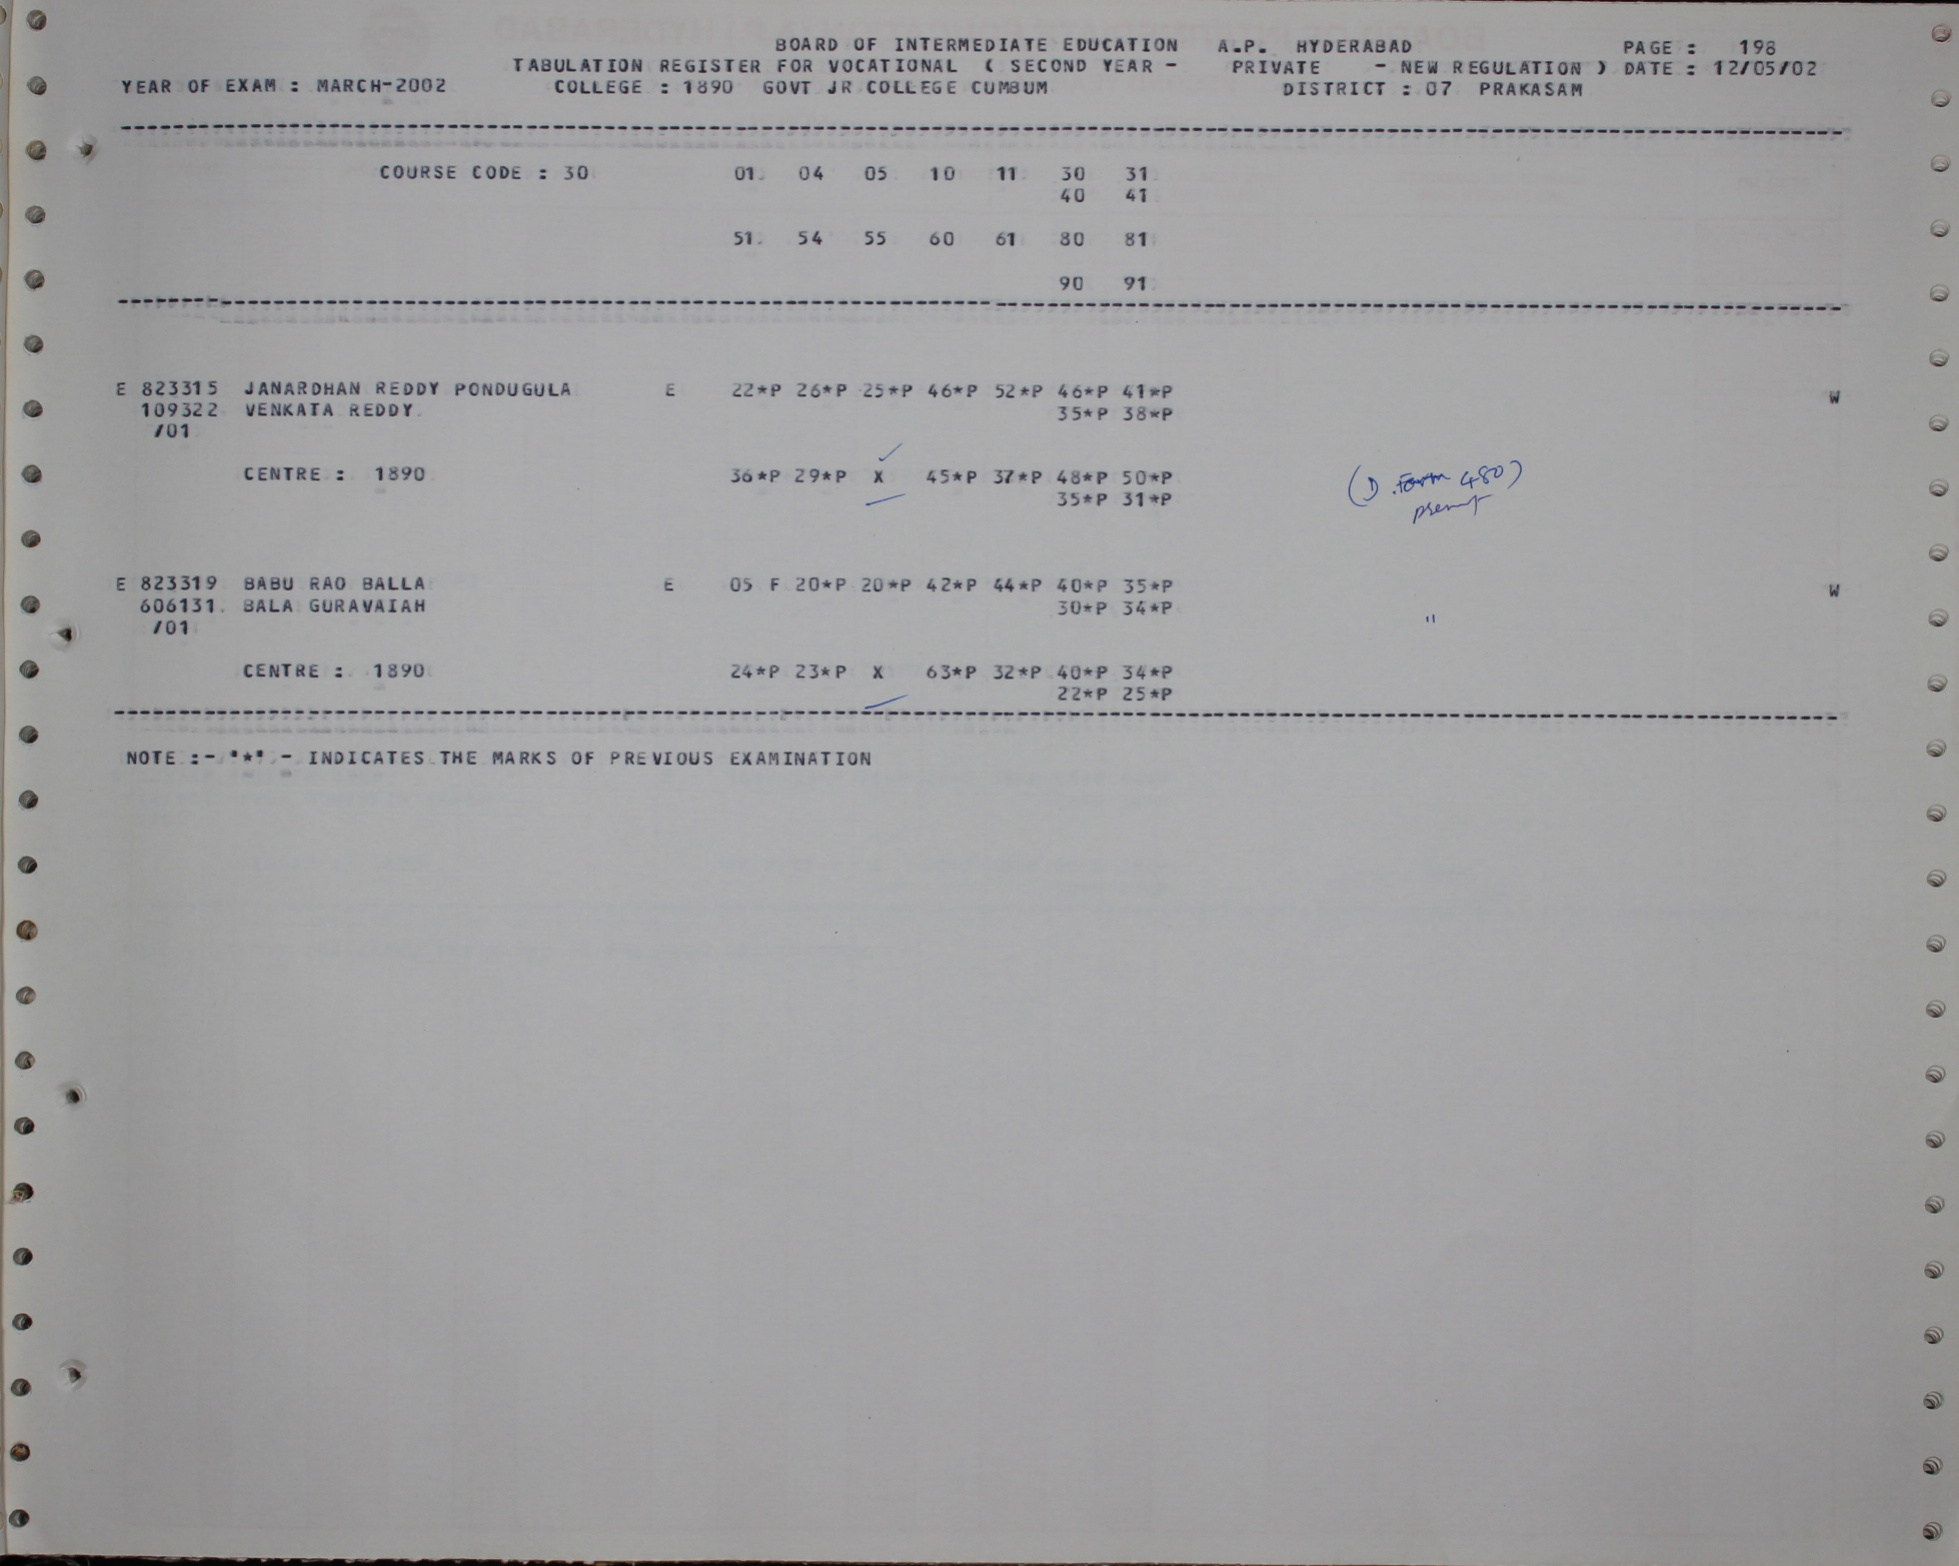 BOARD OF INTERMEDIATE EDUCATION A.P. HYDERABAD PAGE : 198
TABULATION REGISTER FOR VOCATIONAL ( SECOND YEAR - PRIVATE - NEW REGULATION ) DATE : 12/05/02
YEAR OF EXAM : MARCH-2002 COLLEGE : 1890 GOVT JR COLLEGE CUMBUM DISTRICT : 07 PRAKASAM
COURSE CODE : 30 01 04 05 10 11 30 31
40 41
51 54 55 60 61 80 81
90 91
E 823315 JANARDHAN REDDY PONDUGULA E 22*P 26*P 25*P 46*P 52*P 46*P 41*P W
109322 VENKATA REDDY 35*P 38*P
/01
CENTRE : 1890 36*P 29*P X 45*P 37*P 48*P 50*P
35*P 31*P
E 823319 BABU RAO BALLA E 05 F 20*P 20*P 42*P 44*P 40*P 35*P W
606131 BALA GURAVAIAH 30*P 34*P
/01 "
CENTRE : 1890 24*P 23*P X 63*P 32*P 40*P 34*P
22*P 25*P
NOTE :- "*" - INDICATES THE MARKS OF PREVIOUS EXAMINATION